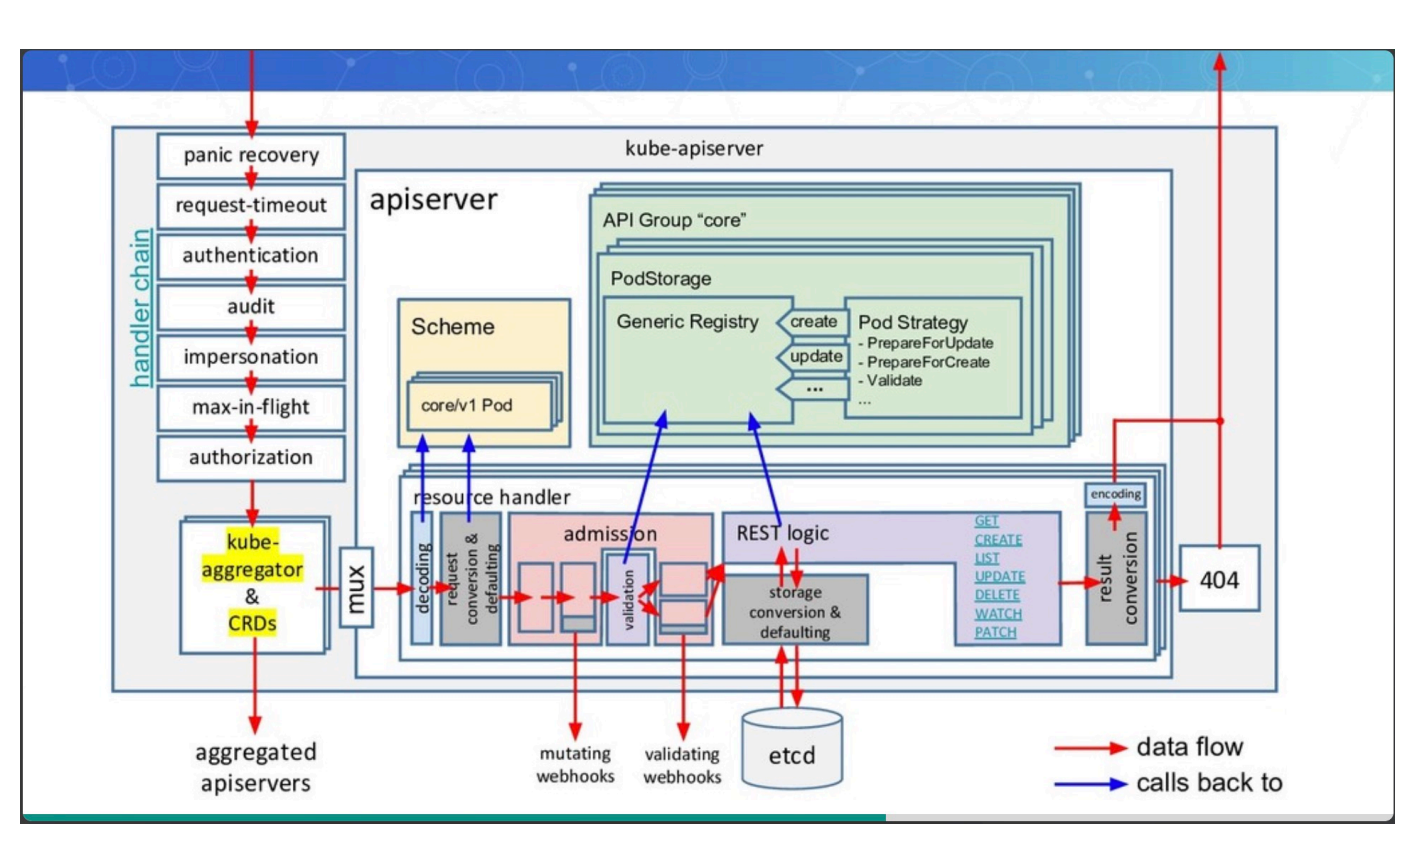 kube-apiserver
panic recovery
request-timeout
authentication
audit
impersonation
max-in-flight
authorization
handler chain
kube-
aggregator
&
CRDs
aggregated
apiservers
mux
apiserver
Scheme
core/v1 Pod
API Group “core”
PodStorage
Generic Registry
create
update
...
Pod Strategy
- PrepareForUpdate
- PrepareForCreate
- Validate
...
resource handler
decoding
request
conversion &
defaulting
admission
validation
mutating
webhooks
validating
webhooks
REST logic
storage
conversion &
defaulting
etcd
GET
CREATE
LIST
UPDATE
DELETE
WATCH
PATCH
encoding
result
conversion
404
data flow
calls back to